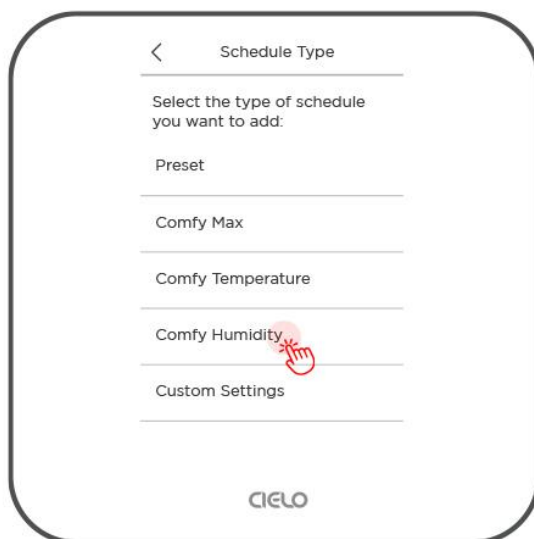 Schedule Type
Select the type of schedule
you want to add:
Preset
Comfy Max
Comfy Temperature
Comfy Humidity
Custom Settings
CIELO